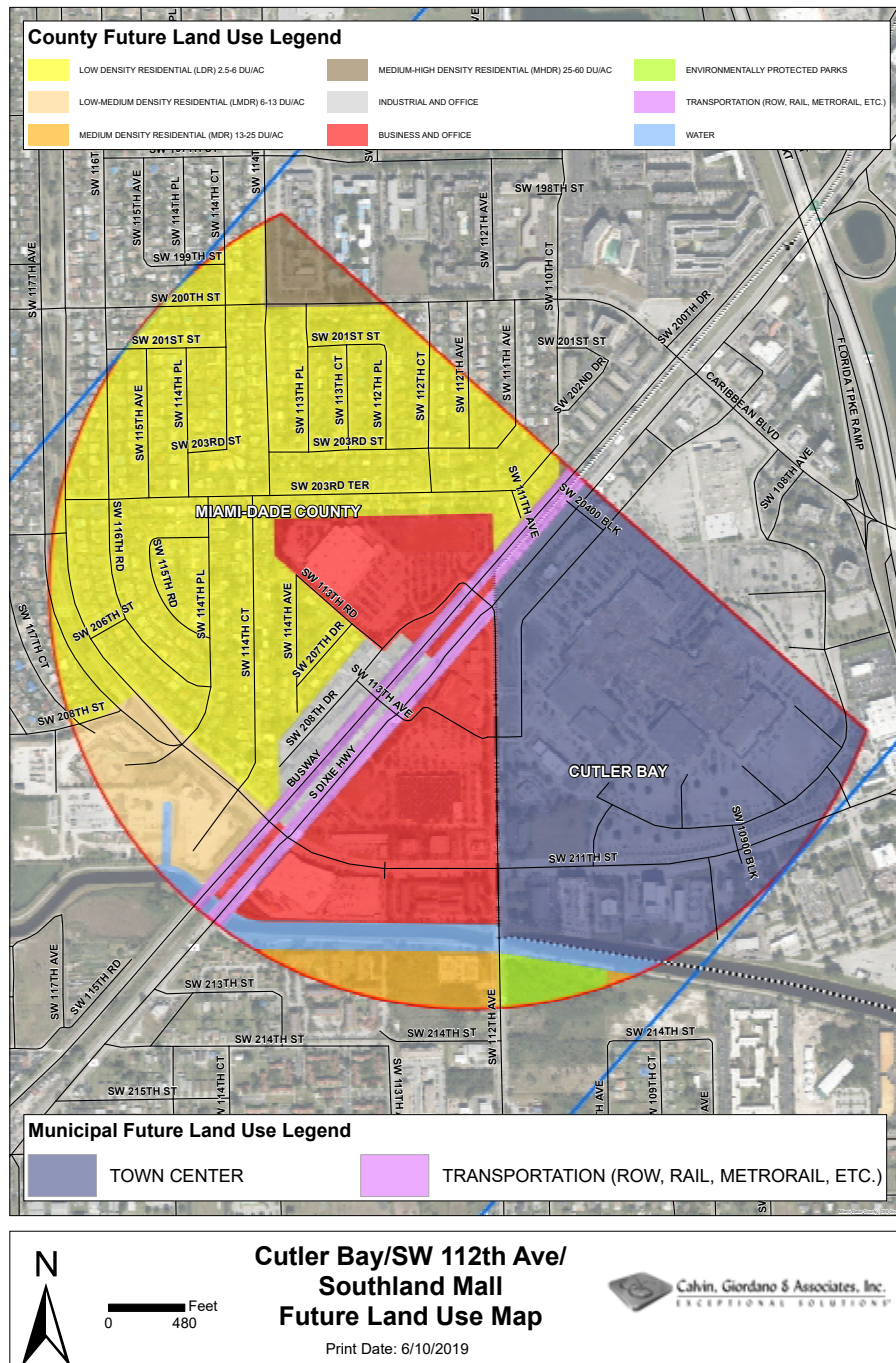 County Future Land Use Legend
LOW DENSITY RESIDENTIAL (LDR) 2.5-6 DU/AC
MEDIUM-HIGH DENSITY RESIDENTIAL (MHDR) 25-60 DU/AC
ENVIRONMENTALLY PROTECTED PARKS
LOW-MEDIUM DENSITY RESIDENTIAL (LMDR) 6-13 DU/AC
INDUSTRIAL AND OFFICE
TRANSPORTATION (ROW, RAIL, METRORAIL, ETC.)
MEDIUM DENSITY RESIDENTIAL (MDR) 13-25 DU/AC
BUSINESS AND OFFICE
WATER
SW 115TH AVE
SW 114TH PL
SW 114TH CT
SW 117TH AVE
SW 112TH AVE
SW 198TH ST
SW 110TH CT
SW 199TH ST
SW 200TH ST
SW 200TH DR
SW 201ST ST
SW 201ST ST
SW 201ST ST
SW 202ND DR
CARIBBEAN BLVD
FLORIDA TPKE RAMP
SW 115TH AVE
SW 114TH PL
SW 113TH PL
SW 113TH CT
SW 112TH PL
SW 112TH CT
SW 112TH AVE
SW 111TH AVE
SW 203RD ST
SW 203RD ST
SW 108TH AVE
SW 203RD TER
SW 111TH AVE
SW 20400 BLK
MIAMI-DADE COUNTY
SW 116TH RD
SW 115TH RD
SW 114TH PL
SW 113TH RD
SW 114TH AVE
SW 206TH ST
SW 207TH DR
SW 114TH CT
SW 117TH CT
SW 113TH AVE
SW 208TH DR
SW 208TH ST
BUSWAY
S DIXIE HWY
CUTLER BAY
SW 10900 BLK
SW 211TH ST
SW 117TH AVE
SW 115TH RD
SW 213TH ST
SW 112TH AVE
SW 214TH ST
SW 214TH ST
SW 214TH ST
SW 215TH ST
SW 109TH CT
Municipal Future Land Use Legend
TOWN CENTER
TRANSPORTATION (ROW, RAIL, METRORAIL, ETC.)
N
Feet
0 480
Cutler Bay/SW 112th Ave/
Southland Mall
Future Land Use Map
Print Date: 6/10/2019
Calvin, Giordano & Associates, Inc.
EXCEPTIONAL SOLUTIONS